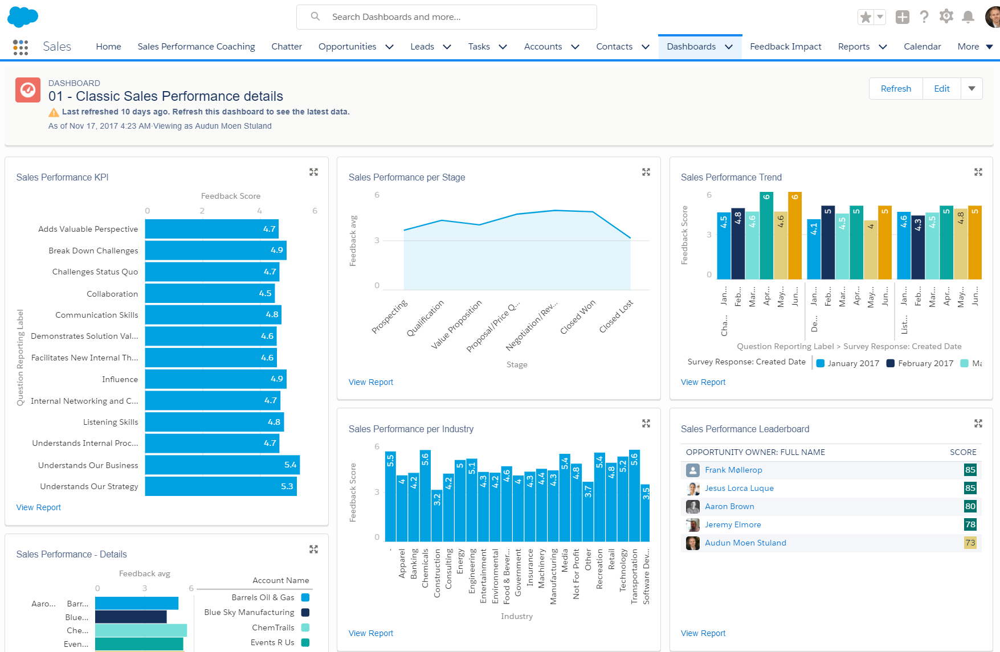 Search Dashboards and more...
Sales
Home
Sales Performance Coaching
Chatter
Opportunities
Leads
Tasks
Accounts
Contacts
Dashboards
Feedback Impact
Reports
Calendar
More
DASHBOARD
01 - Classic Sales Performance details
Last refreshed 10 days ago. Refresh this dashboard to see the latest data.
As of Nov 17, 2017 4:23 AM·Viewing as Audun Moen Stuland
Refresh
Edit
Sales Performance KPI
Feedback Score
0 2 4 6
Question Reporting Label
Adds Valuable Perspective 4.7
Break Down Challenges 4.9
Challenges Status Quo 4.7
Collaboration 4.5
Communication Skills 4.8
Demonstrates Solution Val... 4.6
Facilitates New Internal Th... 4.6
Influence 4.9
Internal Networking and C... 4.7
Listening Skills 4.8
Understands Internal Proc... 4.7
Understands Our Business 5.4
Understands Our Strategy 5.3
View Report
Sales Performance per Stage
Feedback avg
6
3
0
Prospecting
Qualification
Value Proposition
Proposal/Price Q...
Negotiation/Rev...
Closed Won
Closed Lost
Stage
View Report
Sales Performance Trend
Feedback Score
6
3
0
4.5 4.8 4.6 6 4.6 6 4.1 5 4.5 5 4 5 4.6 4.3 4.5 5 4.8 5
Jan... Feb... Mar... Apr... May... Jun... Jan... Feb... Mar... Apr... May... Jun... Jan... Feb... Mar... Apr... May... Jun...
Cha... De... List...
Question Reporting Label > Survey Response: Created Date
Survey Response: Created Date January 2017 February 2017 Ma
View Report
Sales Performance per Industry
Feedback Score
6
3
0
5.5 4 4.2 5.6 3.2 4.2 5 5.1 4.3 4.2 4.6 4 4.3 4.4 4.3 5.4 4.8 3.7 5.4 4.8 5.2 5.6 3.5
-
Apparel
Banking
Chemicals
Construction
Consulting
Energy
Engineering
Entertainment
Environmental
Food & Bever...
Government
Insurance
Machinery
Manufacturing
Media
Not For Profit
Other
Recreation
Retail
Technology
Transportation
Software Dev...
Industry
View Report
Sales Performance Leaderboard
OPPORTUNITY OWNER: FULL NAME SCORE
Frank Møllerop 85
Jesus Lorca Luque 85
Aaron Brown 80
Jeremy Elmore 78
Audun Moen Stuland 73
View Report
Sales Performance - Details
Feedback avg
0 3 6
Aaro... Barr...
Blue...
Che...
Even...
Account Name
Barrels Oil & Gas
Blue Sky Manufacturing
ChemTrails
Events R Us